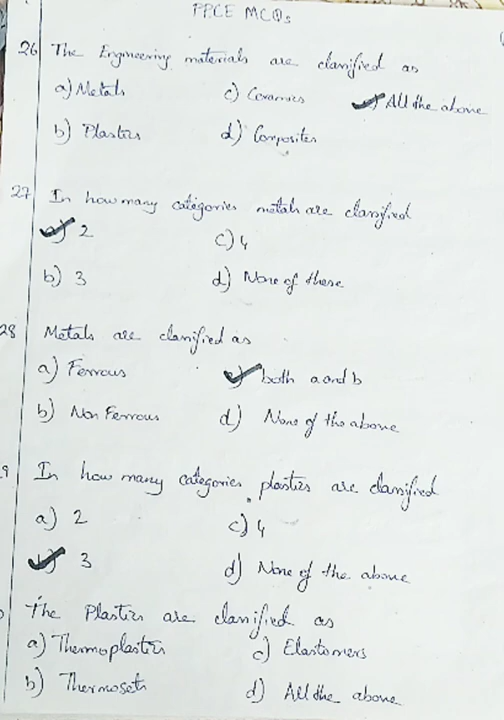 PPCE MCQs
26 The Engineering materials are classified as
a) Metals c) Ceramics e) All the above
b) Plastics d) Composites
27 In how many categories metals are classified
a) 2 c) 4
b) 3 d) None of these
28 Metals are classified as
a) Ferrous c) both a and b
b) Non Ferrous d) None of the above
9 In how many categories plastics are classified
a) 2 c) 4
b) 3 d) None of the above
The Plastics are classified as
a) Thermoplastics c) Elastomers
b) Thermosets d) All the above